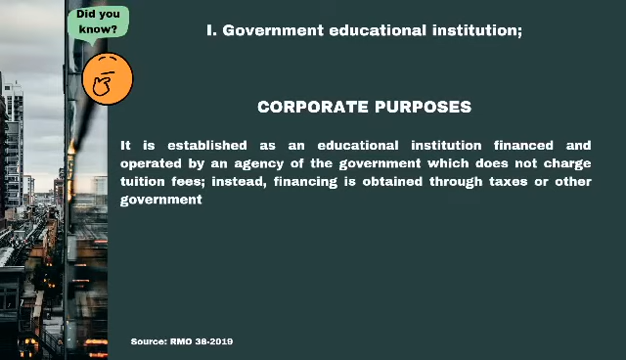 Did you
know?
I. Government educational institution;
CORPORATE PURPOSES
It is established as an educational institution financed and
operated by an agency of the government which does not charge
tuition fees; instead, financing is obtained through taxes or other
government
Source: RMO 38-2019